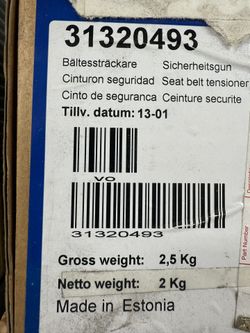 31320493
Bältessträckare Sicherheitsgun
Cinturon seguridad Seat belt tensioner
Cinto de seguranca Ceinture securite
Tillv. datum: 13-01
VO
31320493
Gross weight: 2,5 Kg
Netto weight: 2 Kg
Made in Estonia
Part Number